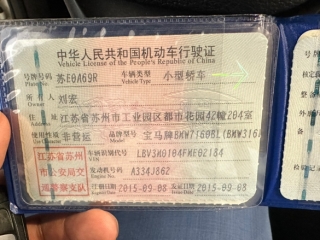 中华人民共和国机动车行驶证
Vehicle License of the People's Republic of China
号牌号码 苏E0A69R 车辆类型 小型轿车
Plate No. Vehicle Type
所有人 刘宏
住址 江苏省苏州市工业园区都市花园42幢204室
使用性质 非营运 品牌型号 宝马牌BMW7160BL(BMW316
江苏省苏州
市公安局交
通警察支队
车辆识别代号 LBV3M0104FME02184
发动机号码 A334J862
注册日期 2015-09-08 发证日期 2015-09-08